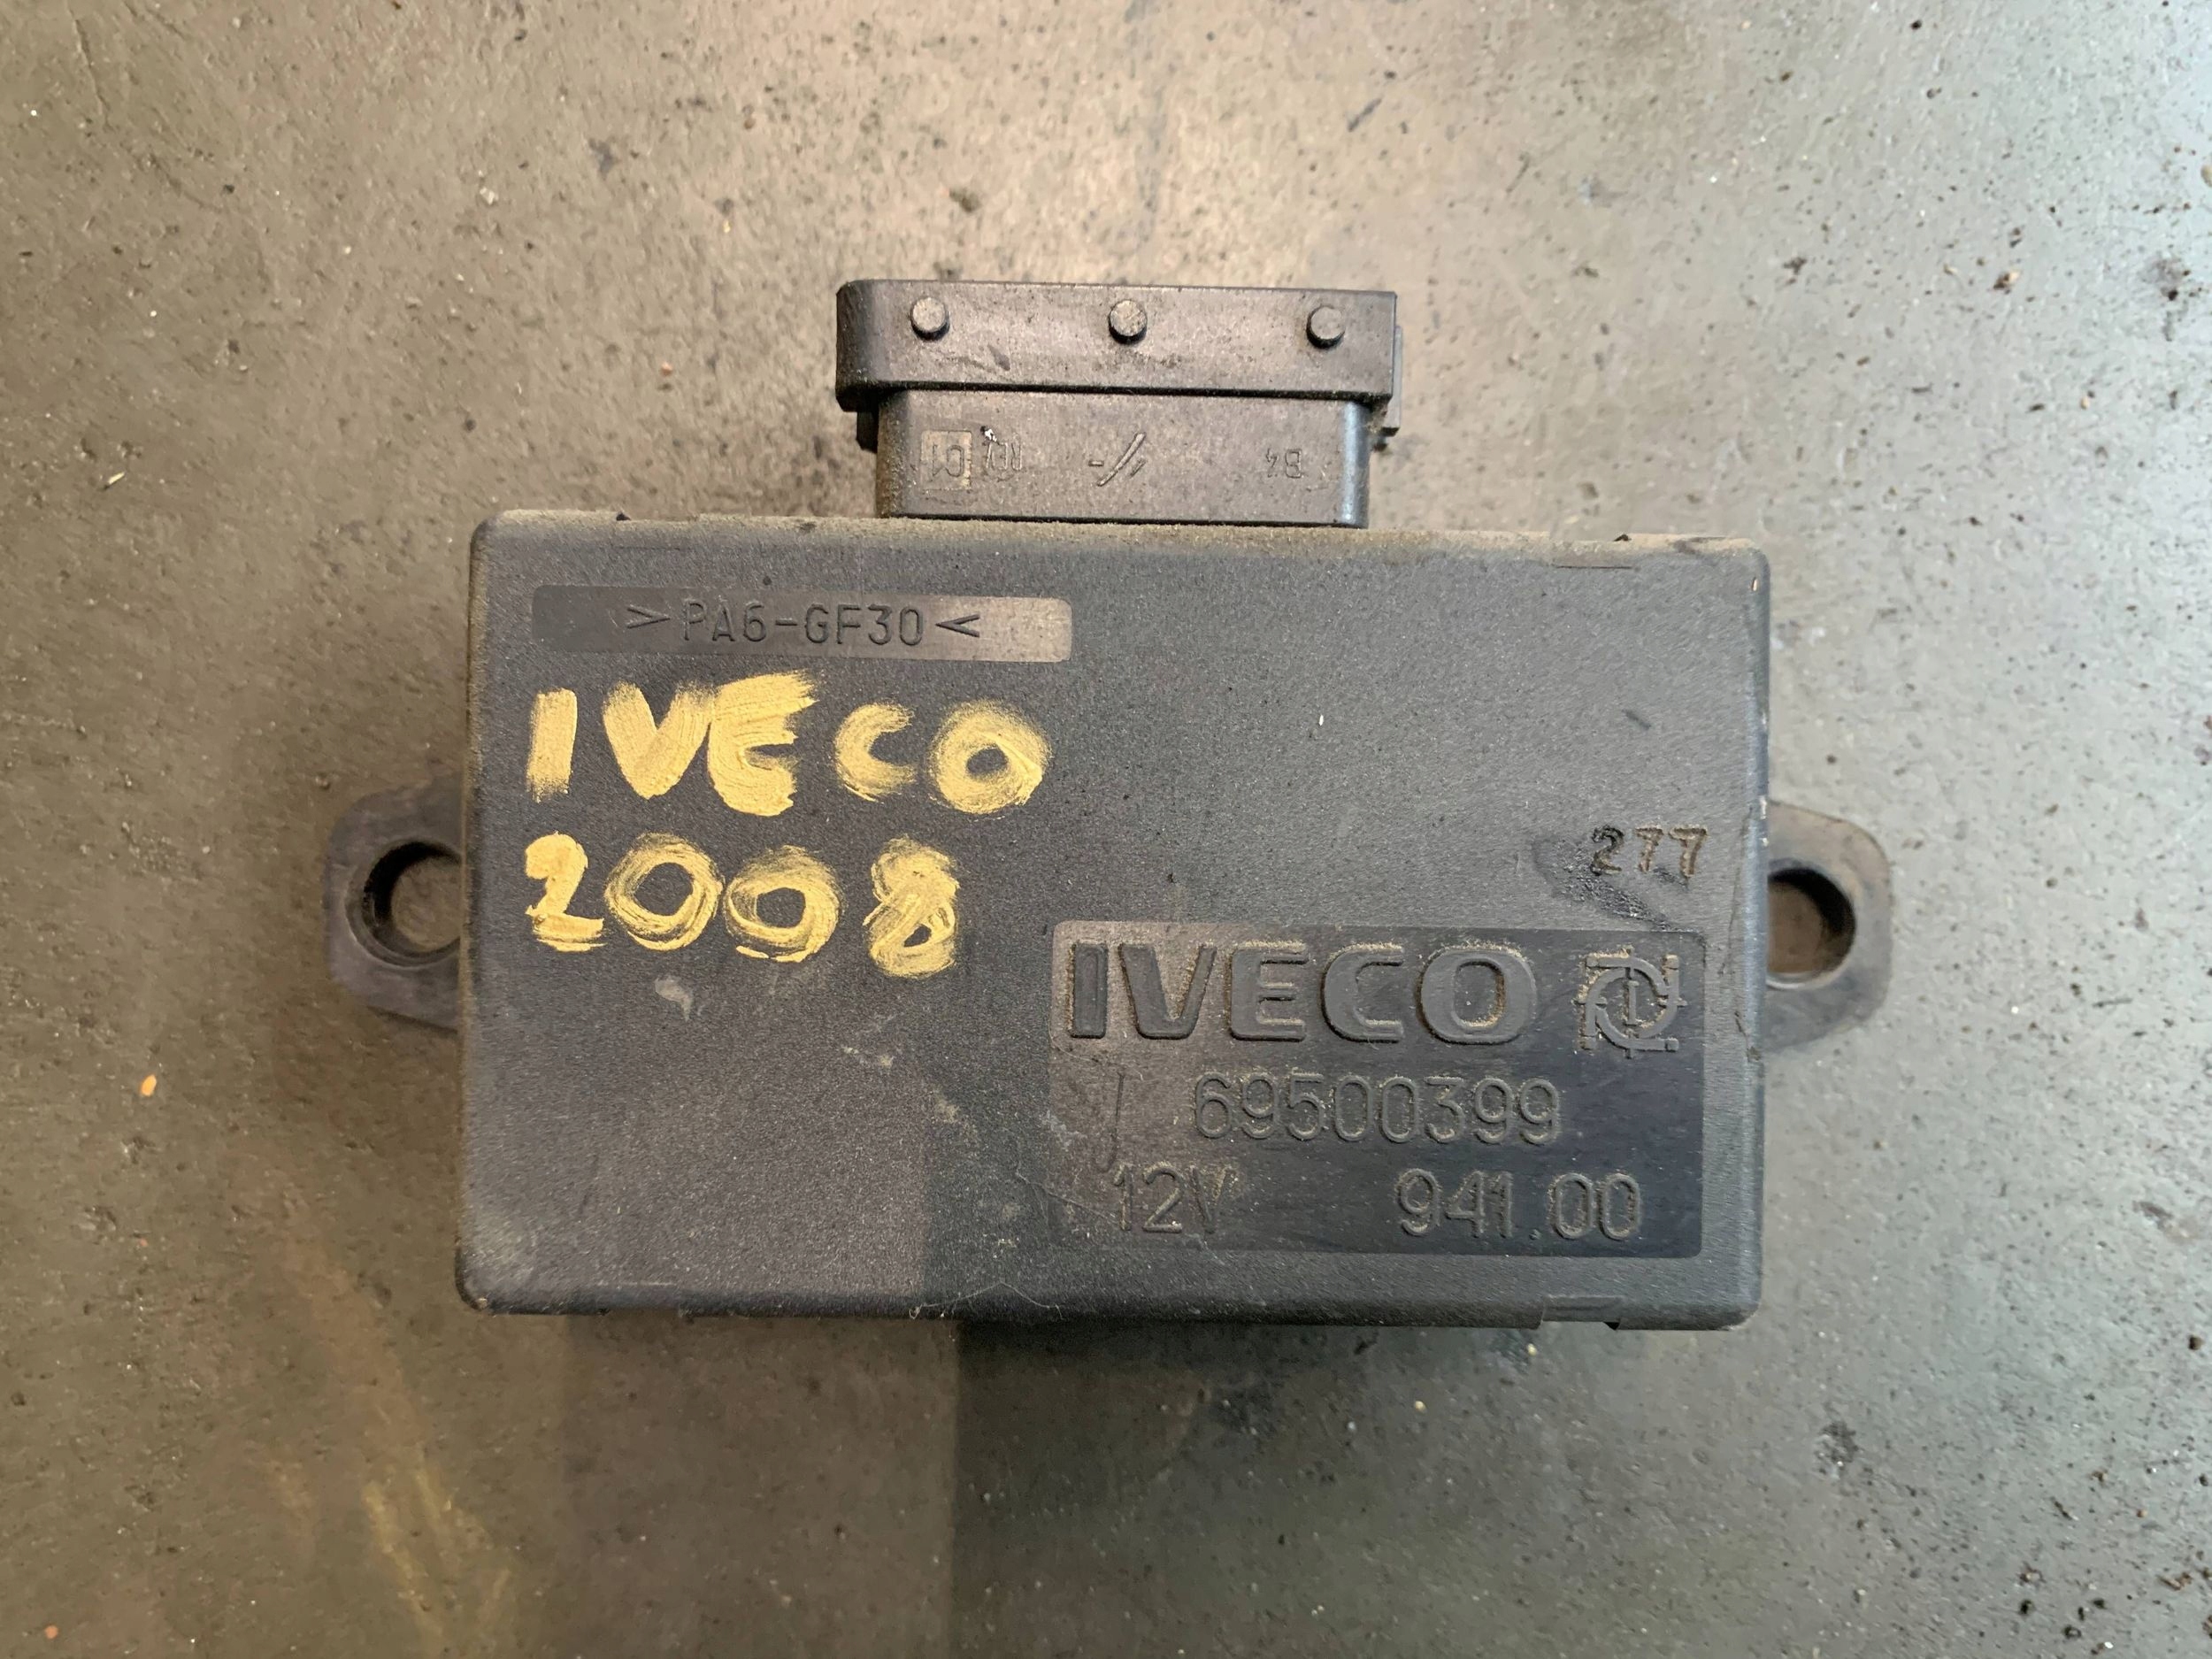 >PA6-GF30<
IVECO
2008
277
IVECO
69500399
12V 941.00